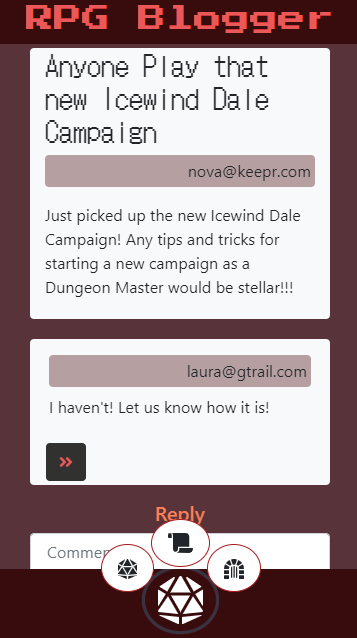 RPG Blogger
Anyone Play that
new Icewind Dale
Campaign
nova@keepr.com
Just picked up the new Icewind Dale
Campaign! Any tips and tricks for
starting a new campaign as a
Dungeon Master would be stellar!!!
laura@gtrail.com
I haven't! Let us know how it is!
»
Reply